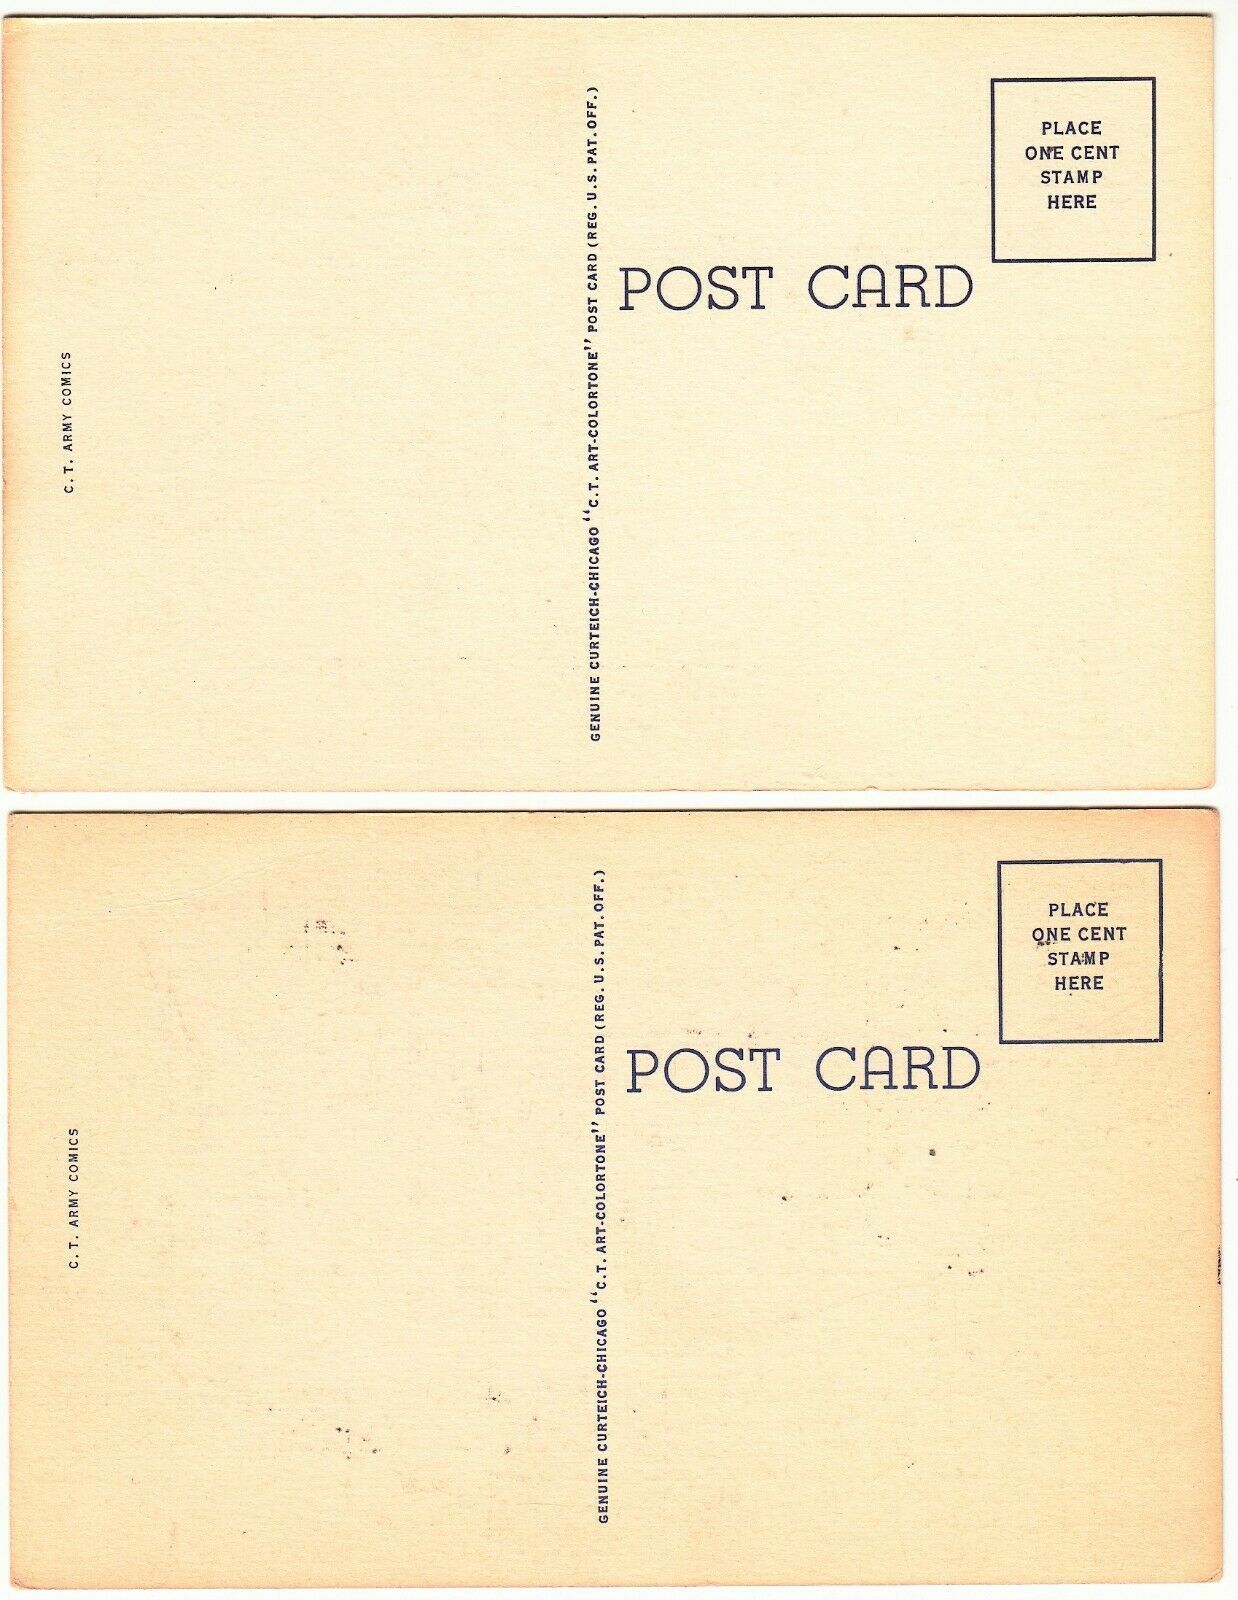 C. T. ARMY COMICS
GENUINE CURTEICH-CHICAGO "C.T. ART-COLORTONE" POST CARD (REG. U.S. PAT. OFF.)
PLACE
ONE CENT
STAMP
HERE
POST CARD
C. T. ARMY COMICS
GENUINE CURTEICH-CHICAGO "C.T. ART-COLORTONE" POST CARD (REG. U.S. PAT. OFF.)
PLACE
ONE CENT
STAMP
HERE
POST CARD